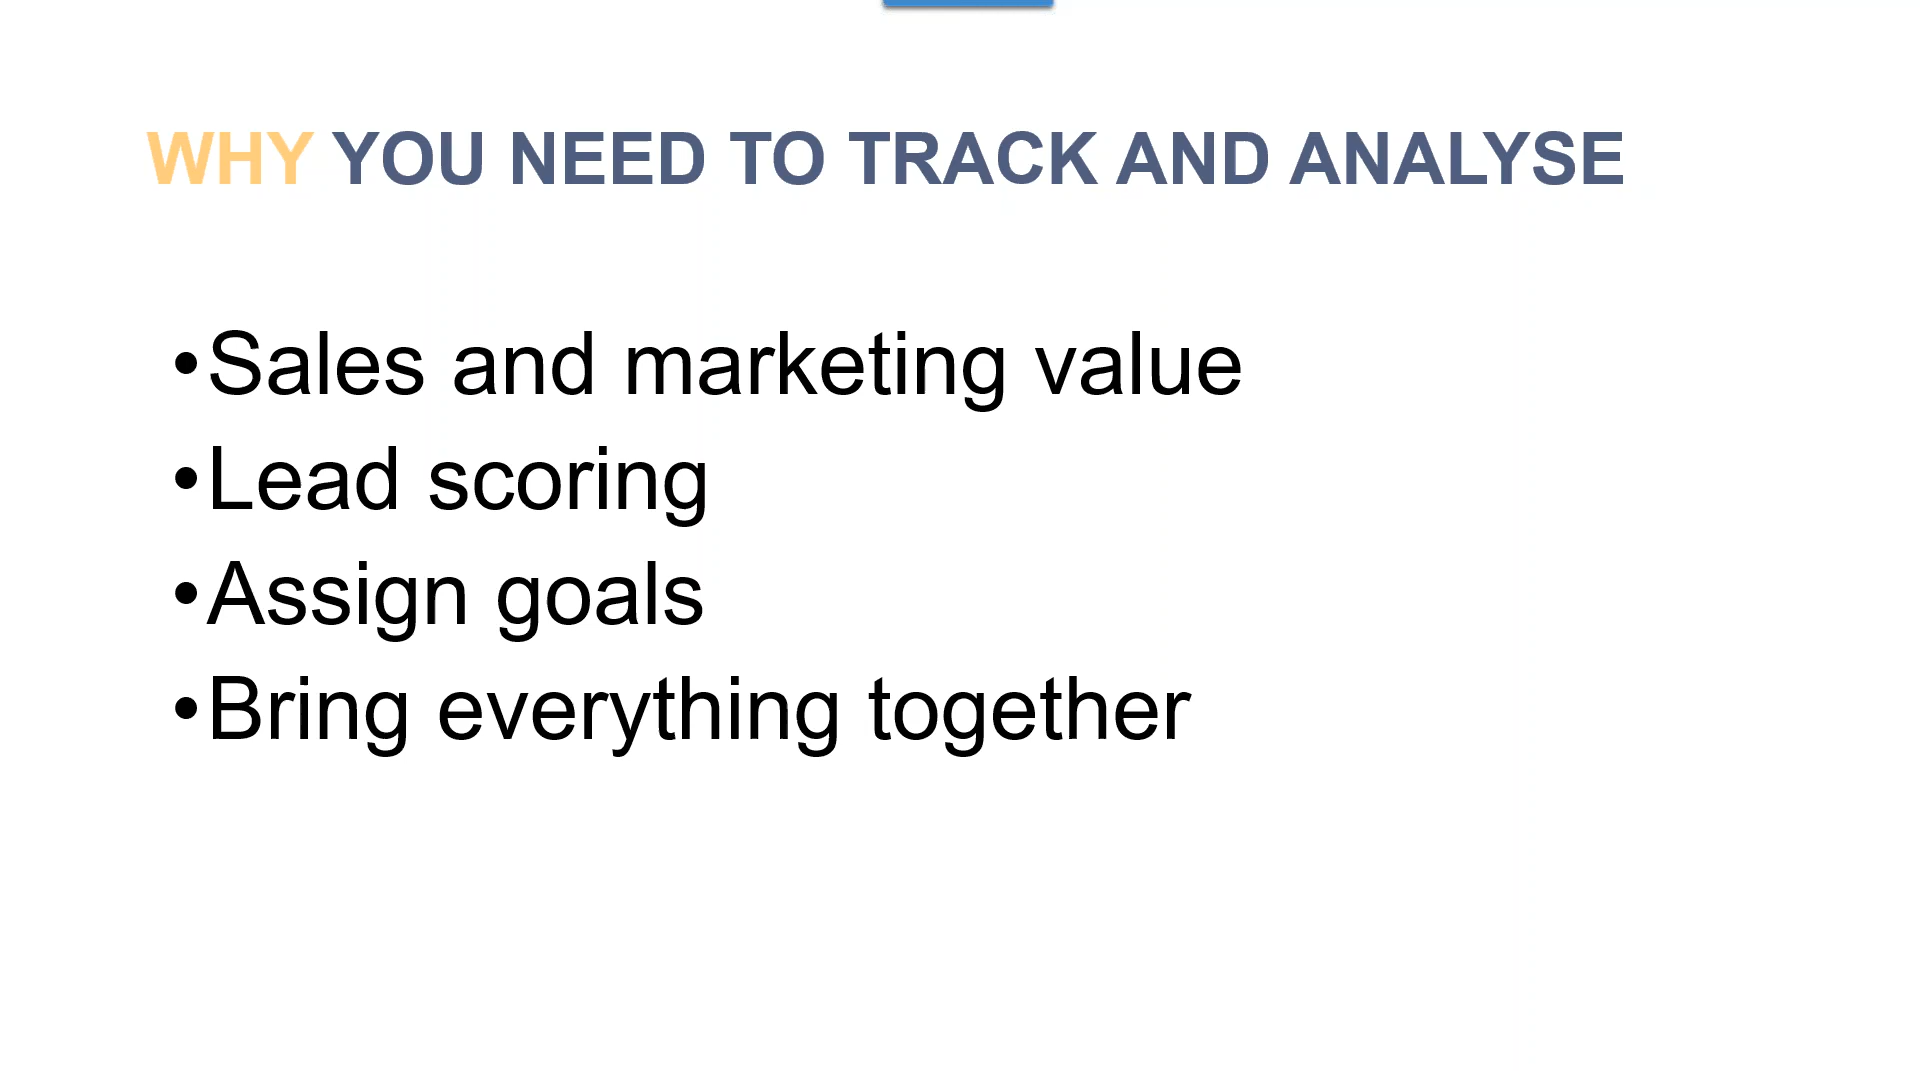 WHY YOU NEED TO TRACK AND ANALYSE
•Sales and marketing value
•Lead scoring
•Assign goals
•Bring everything together